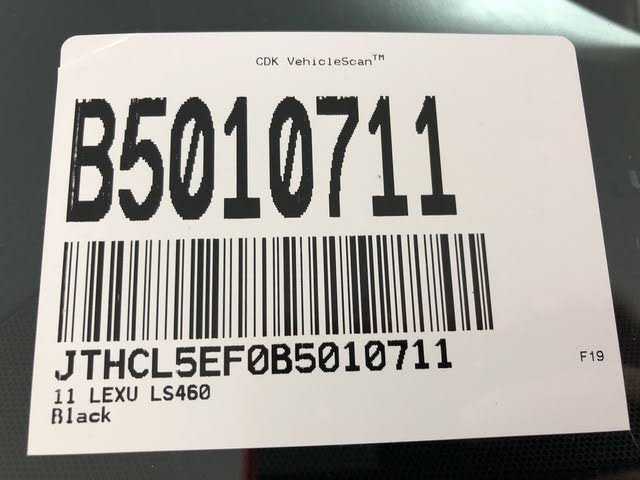 CDK VehicleScan™
B5010711
JTHCL5EF0B5010711
F19
11 LEXU LS460
Black